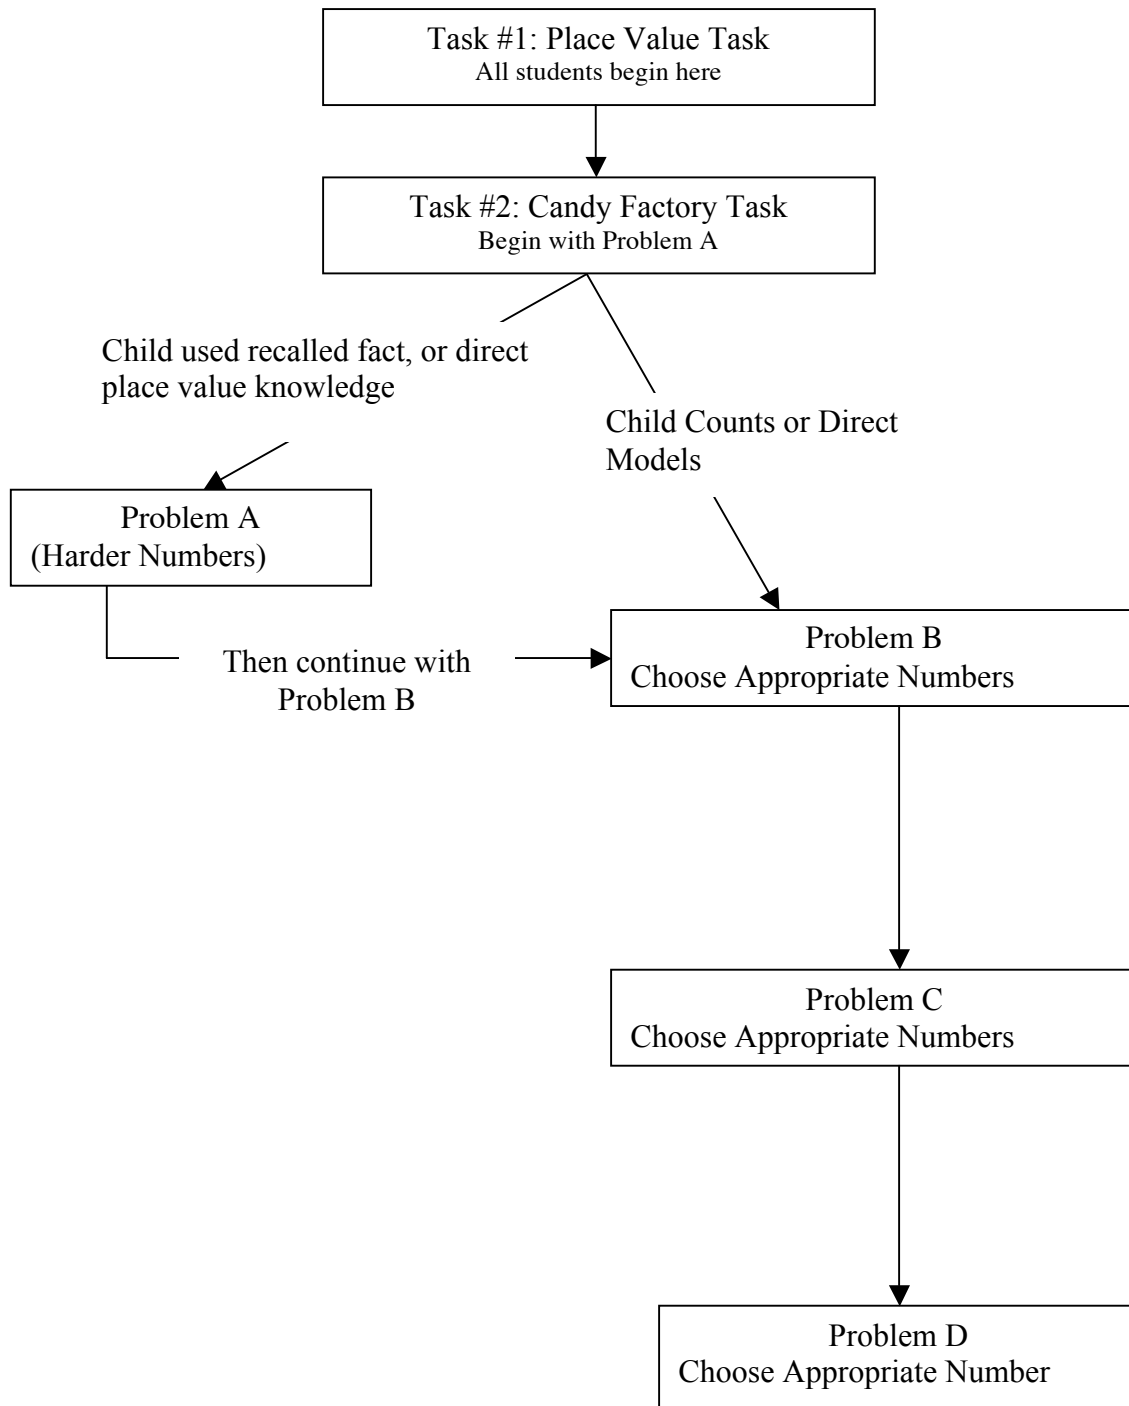 Task #1: Place Value Task
All students begin here
Task #2: Candy Factory Task
Begin with Problem A
Child used recalled fact, or direct
place value knowledge
Child Counts or Direct
Models
Problem A
(Harder Numbers)
Then continue with
Problem B
Problem B
Choose Appropriate Numbers
Problem C
Choose Appropriate Numbers
Problem D
Choose Appropriate Number